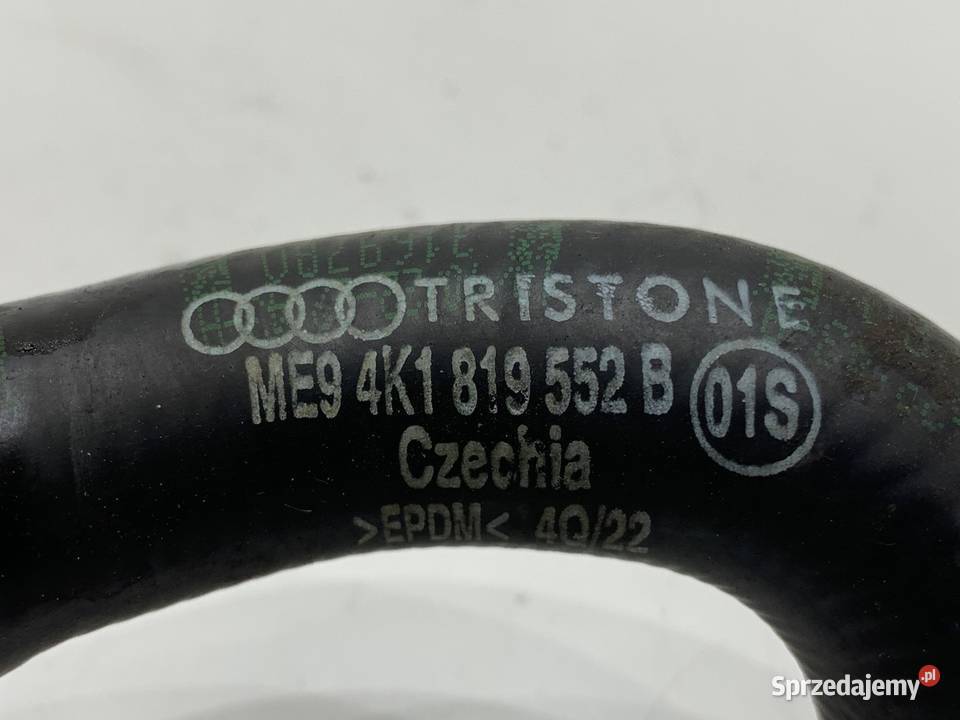 TRISTONE
ME9 4K1 819 552 B 01S
Czechia
>EPDM< 4Q/22
Sprzedajemy.pl